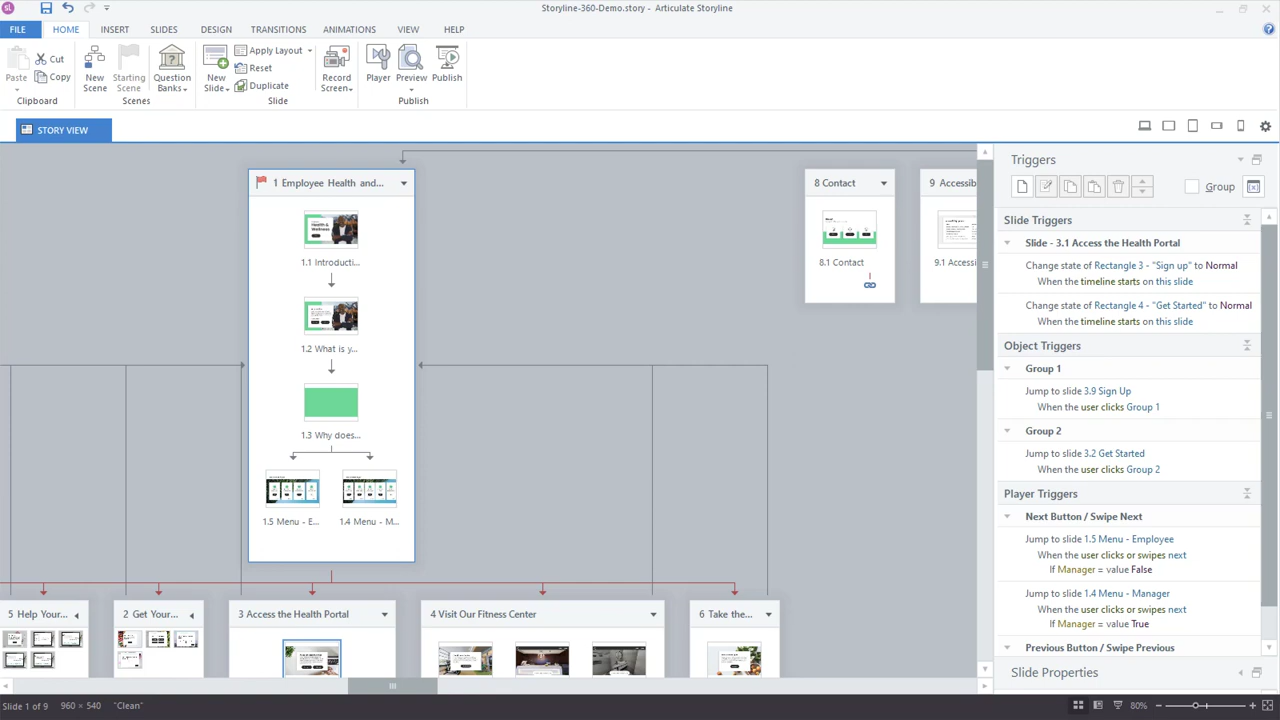 Storyline-360-Demo.story - Articulate Storyline
FILE
HOME
INSERT
SLIDES
DESIGN
TRANSITIONS
ANIMATIONS
VIEW
HELP
Paste
Cut
Copy
Clipboard
New Scene
Starting Scene
Question Banks
Scenes
New Slide
Apply Layout
Reset
Duplicate
Slide
Record Screen
Player
Preview
Publish
Publish
STORY VIEW
1 Employee Health and...
1.1 Introducti...
1.2 What is y...
1.3 Why does...
1.5 Menu - E...
1.4 Menu - M...
8 Contact
8.1 Contact
9 Accessib
9.1 Accessi
5 Help Your...
2 Get Your...
3 Access the Health Portal
4 Visit Our Fitness Center
6 Take the...
Triggers
Group
Slide Triggers
Slide - 3.1 Access the Health Portal
Change state of Rectangle 3 - "Sign up" to Normal
When the timeline starts on this slide
Change state of Rectangle 4 - "Get Started" to Normal
When the timeline starts on this slide
Object Triggers
Group 1
Jump to slide 3.9 Sign Up
When the user clicks Group 1
Group 2
Jump to slide 3.2 Get Started
When the user clicks Group 2
Player Triggers
Next Button / Swipe Next
Jump to slide 1.5 Menu - Employee
When the user clicks or swipes next
If Manager = value False
Jump to slide 1.4 Menu - Manager
When the user clicks or swipes next
If Manager = value True
Previous Button / Swipe Previous
Slide Properties
Slide 1 of 9
960 × 540
"Clean"
80%